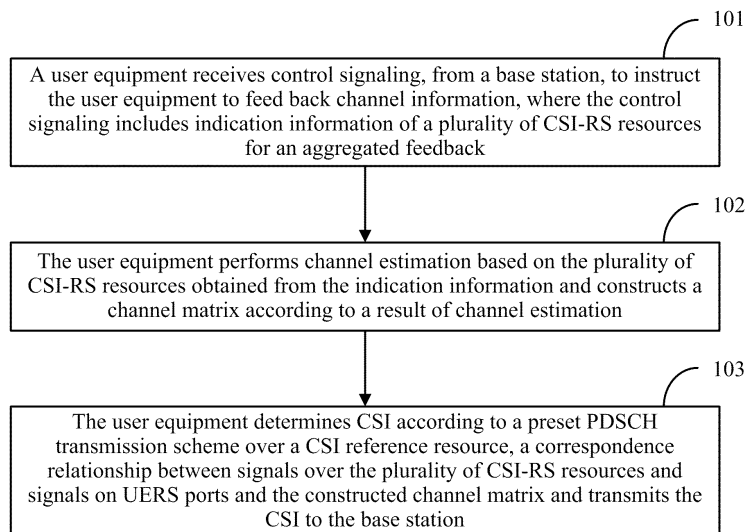 101
A user equipment receives control signaling, from a base station, to instruct
the user equipment to feed back channel information, where the control
signaling includes indication information of a plurality of CSI-RS resources
for an aggregated feedback
102
The user equipment performs channel estimation based on the plurality of
CSI-RS resources obtained from the indication information and constructs a
channel matrix according to a result of channel estimation
103
The user equipment determines CSI according to a preset PDSCH
transmission scheme over a CSI reference resource, a correspondence
relationship between signals over the plurality of CSI-RS resources and
signals on UERS ports and the constructed channel matrix and transmits the
CSI to the base station